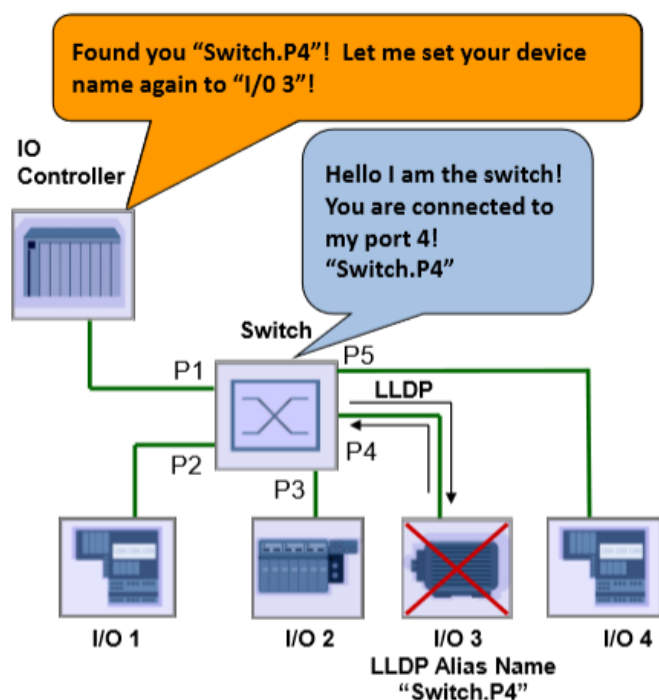 Found you “Switch.P4”! Let me set your device
name again to “I/0 3”!
IO
Controller
Hello I am the switch!
You are connected to
my port 4!
“Switch.P4”
Switch
P1
P5
LLDP
P2
P4
P3
I/O 1
I/O 2
I/O 3
I/O 4
LLDP Alias Name
“Switch.P4”